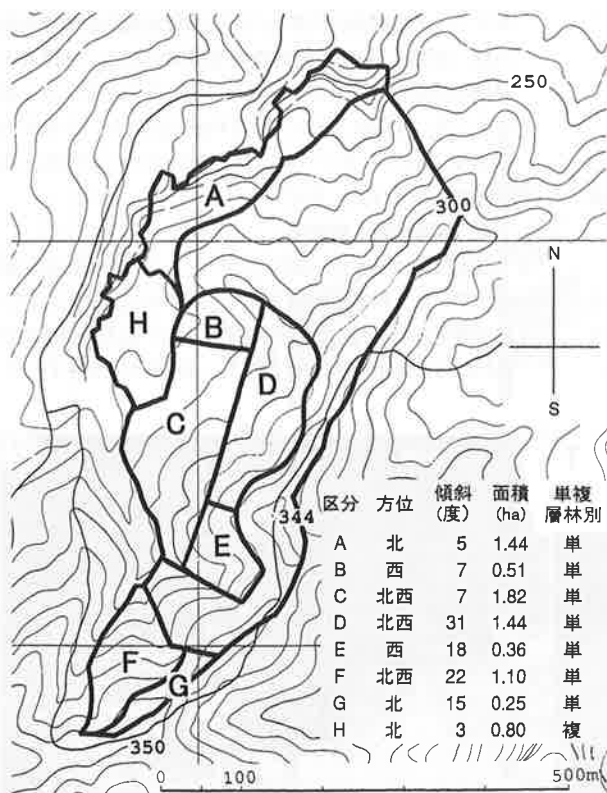 250
A
300
N
H
B
D
S
C
344
E
F
G
350
区分 方位 傾斜(度) 面積(ha) 単複層林別
A 北 5 1.44 単
B 西 7 0.51 単
C 北西 7 1.82 単
D 北西 31 1.44 単
E 西 18 0.36 単
F 北西 22 1.10 単
G 北 15 0.25 単
H 北 3 0.80 複
0 100 500m